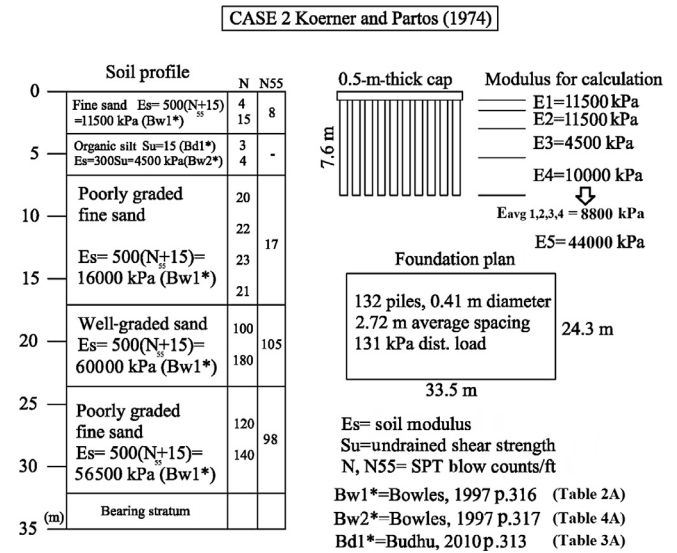 CASE 2 Koerner and Partos (1974)
Soil profile
N N55
0
Fine sand Es= 500(N55+15)
=11500 kPa (Bw1*)
4
15
8
Organic silt Su=15 (Bd1*)
Es=300Su=4500 kPa(Bw2*)
3
4
-
5
Poorly graded
fine sand
Es= 500(N55+15)=
16000 kPa (Bw1*)
20
22
23
21
17
10
15
Well-graded sand
Es= 500(N55+15)=
60000 kPa (Bw1*)
100
180
105
20
Poorly graded
fine sand
Es= 500(N55+15)=
56500 kPa (Bw1*)
120
140
98
25
30
Bearing stratum
35 (m)
0.5-m-thick cap
7.6 m
Modulus for calculation
E1=11500 kPa
E2=11500 kPa
E3=4500 kPa
E4=10000 kPa
Eavg 1,2,3,4 = 8800 kPa
E5=44000 kPa
Foundation plan
132 piles, 0.41 m diameter
2.72 m average spacing
131 kPa dist. load
24.3 m
33.5 m
Es= soil modulus
Su=undrained shear strength
N, N55= SPT blow counts/ft
Bw1*=Bowles, 1997 p.316 (Table 2A)
Bw2*=Bowles, 1997 p.317 (Table 4A)
Bd1*=Budhu, 2010p.313 (Table 3A)